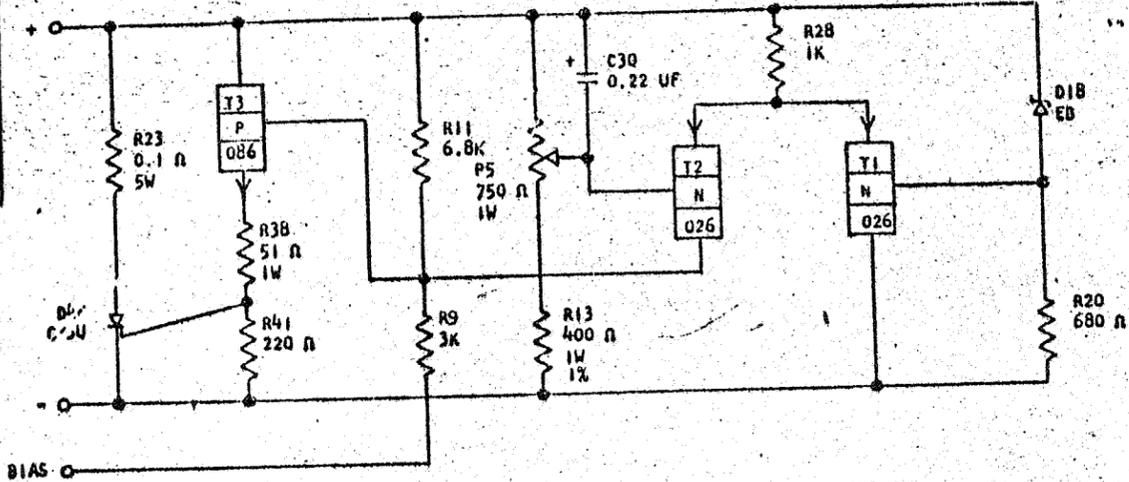 +
R23
0.1 Ω
5W
T3
P
086
R38
51 Ω
1W
R41
220 Ω
R11
6.8K
P5
750 Ω
1W
R9
3K
+ C30
0.22 UF
R13
400 Ω
1W
1%
T2
N
026
R28
1K
T1
N
026
D18
EB
R20
680 Ω
-
BIAS